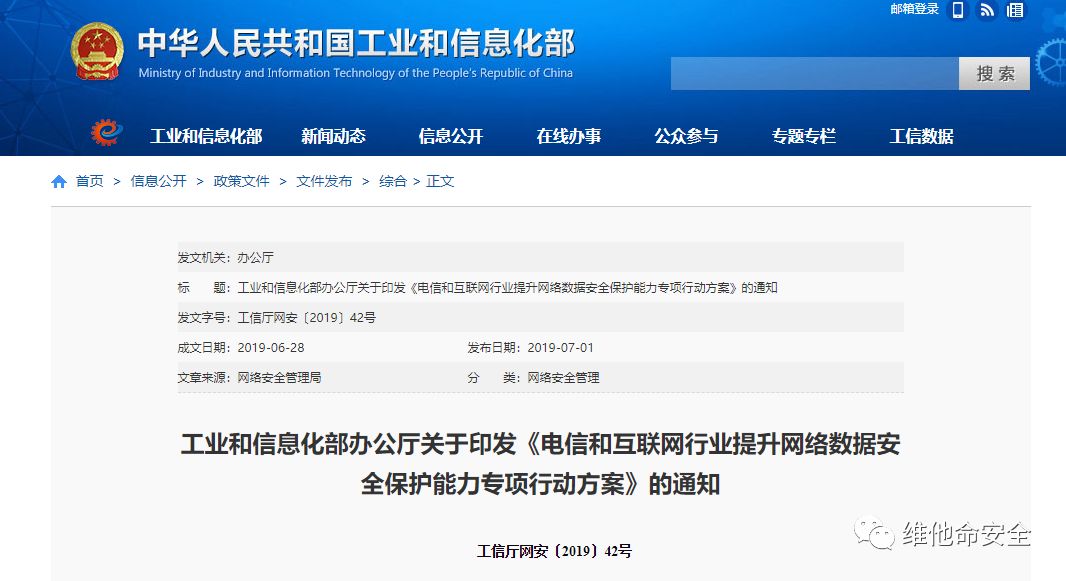 邮箱登录
中华人民共和国工业和信息化部
Ministry of Industry and Information Technology of the People's Republic of China
搜 索
工业和信息化部 新闻动态 信息公开 在线办事 公众参与 专题专栏 工信数据
首页 > 信息公开 > 政策文件 > 文件发布 > 综合 > 正文
发文机关：办公厅
标 题：工业和信息化部办公厅关于印发《电信和互联网行业提升网络数据安全保护能力专项行动方案》的通知
发文字号：工信厅网安〔2019〕42号
成文日期：2019-06-28 发布日期：2019-07-01
文章来源：网络安全管理局 分 类：网络安全管理
工业和信息化部办公厅关于印发《电信和互联网行业提升网络数据安
全保护能力专项行动方案》的通知
维他命安全
工信厅网安〔2019〕42号